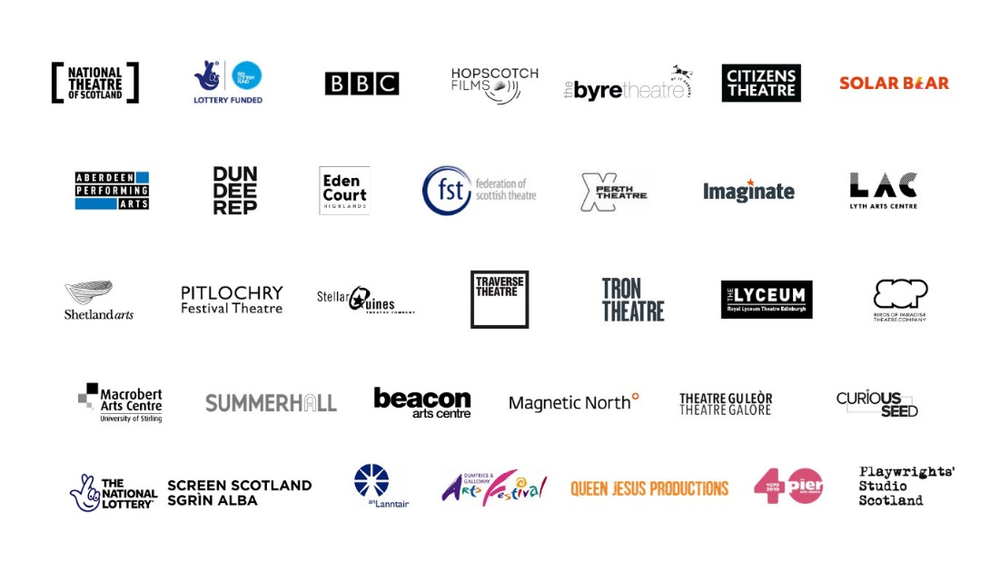 NATIONAL
THEATRE
OF SCOTLAND
BIG
LOTTERY
FUND
LOTTERY FUNDED
BBC
HOPSCOTCH
FILMS
the byretheatre
OF ST ANDREWS
CITIZENS
THEATRE
SOLAR BEAR
ABERDEEN
PERFORMING
ARTS
DUN
DEE
REP
Eden
Court
HIGHLANDS
fst
federation of
scottish theatre
PERTH
THEATRE
Imaginate
LAC
LYTH ARTS CENTRE
Shetlandarts
PITLOCHRY
Festival Theatre
Stellar Quines
THEATRE COMPANY
TRAVERSE
THEATRE
TRON
THEATRE
THE LYCEUM
Royal Lyceum Theatre Edinburgh
BOP
BIRDS OF PARADISE
THEATRE COMPANY
Macrobert
Arts Centre
University of Stirling
SUMMERHALL
beacon
arts centre
Magnetic North
THEATRE GU LEÒR
THEATRE GALORE
CURIOUS
SEED
THE
NATIONAL
LOTTERY
SCREEN SCOTLAND
SGRÌN ALBA
an Lanntair
DUMFRIES &
GALLOWAY
Arts Festival
QUEEN JESUS PRODUCTIONS
40
1979
2019
pier
arts centre
Playwrights'
Studio
Scotland